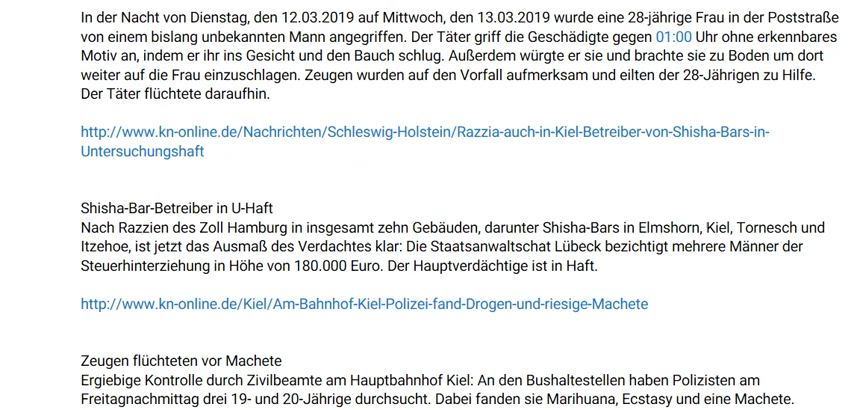 In der Nacht von Dienstag, den 12.03.2019 auf Mittwoch, den 13.03.2019 wurde eine 28-jährige Frau in der Poststraße
von einem bislang unbekannten Mann angegriffen. Der Täter griff die Geschädigte gegen 01:00 Uhr ohne erkennbares
Motiv an, indem er ihr ins Gesicht und den Bauch schlug. Außerdem würgte er sie und brachte sie zu Boden um dort
weiter auf die Frau einzuschlagen. Zeugen wurden auf den Vorfall aufmerksam und eilten der 28-Jährigen zu Hilfe.
Der Täter flüchtete daraufhin.
http://www.kn-online.de/Nachrichten/Schleswig-Holstein/Razzia-auch-in-Kiel-Betreiber-von-Shisha-Bars-in-
Untersuchungshaft
Shisha-Bar-Betreiber in U-Haft
Nach Razzien des Zoll Hamburg in insgesamt zehn Gebäuden, darunter Shisha-Bars in Elmshorn, Kiel, Tornesch und
Itzehoe, ist jetzt das Ausmaß des Verdachtes klar: Die Staatsanwaltschat Lübeck bezichtigt mehrere Männer der
Steuerhinterziehung in Höhe von 180.000 Euro. Der Hauptverdächtige ist in Haft.
http://www.kn-online.de/Kiel/Am-Bahnhof-Kiel-Polizei-fand-Drogen-und-riesige-Machete
Zeugen flüchteten vor Machete
Ergiebige Kontrolle durch Zivilbeamte am Hauptbahnhof Kiel: An den Bushaltestellen haben Polizisten am
Freitagnachmittag drei 19- und 20-Jährige durchsucht. Dabei fanden sie Marihuana, Ecstasy und eine Machete.